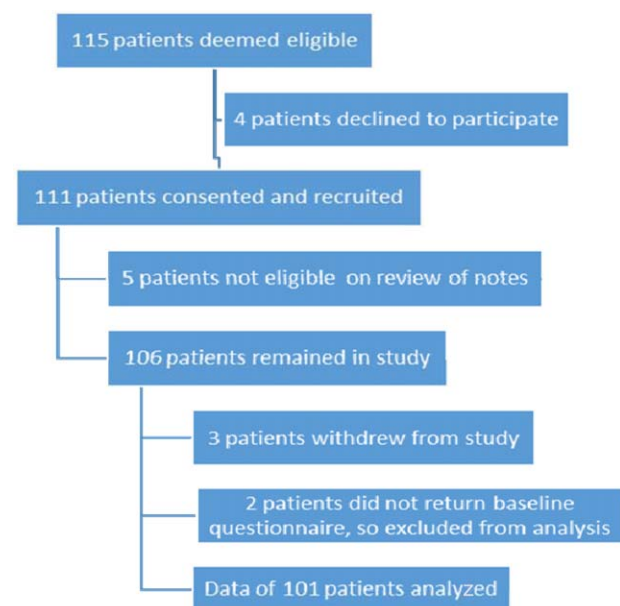 115 patients deemed eligible
4 patients declined to participate
111 patients consented and recruited
5 patients not eligible on review of notes
106 patients remained in study
3 patients withdrew from study
2 patients did not return baseline
questionnaire, so excluded from analysis
Data of 101 patients analyzed